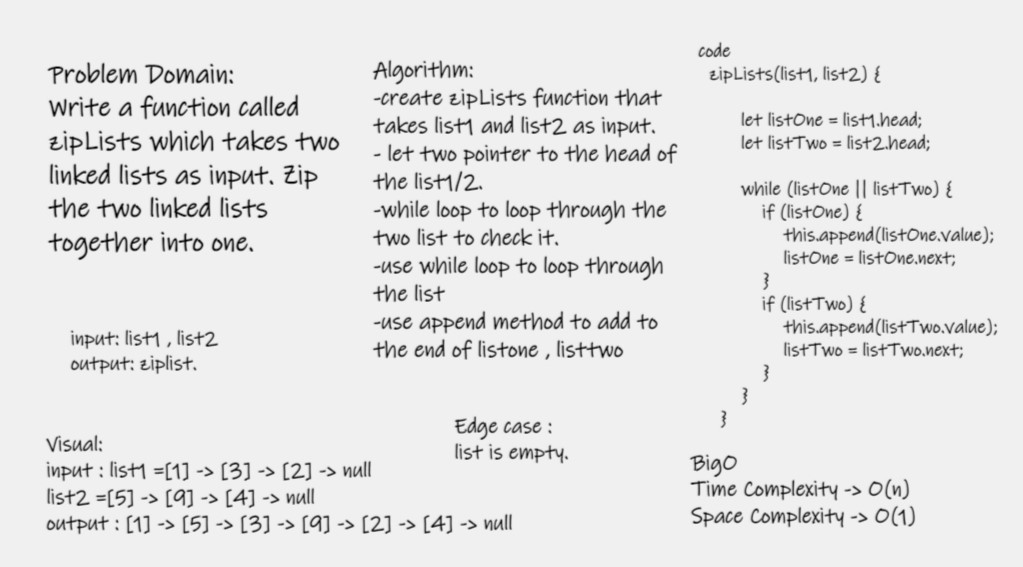 Problem Domain:
Write a function called
zipLists which takes two
linked lists as input. Zip
the two linked lists
together into one.
input: list1 , list2
output: ziplist.
Algorithm:
-create zipLists function that
takes list1 and list2 as input.
- let two pointer to the head of
the list1/2.
-while loop to loop through the
two list to check it.
-use while loop to loop through
the list
-use append method to add to
the end of listone , listtwo
Edge case :
list is empty.
Visual:
input : list1 =[1] -> [3] -> [2] -> null
list2 =[5] -> [9] -> [4] -> null
output : [1] -> [5] -> [3] -> [9] -> [2] -> [4] -> null
code
zipLists(list1, list2) {
let listOne = list1.head;
let listTwo = list2.head;
while (listOne || listTwo) {
if (listOne) {
this.append(listOne.value);
listOne = listOne.next;
}
if (listTwo) {
this.append(listTwo.value);
listTwo = listTwo.next;
}
}
}
BigO
Time Complexity -> O(n)
Space Complexity -> O(1)